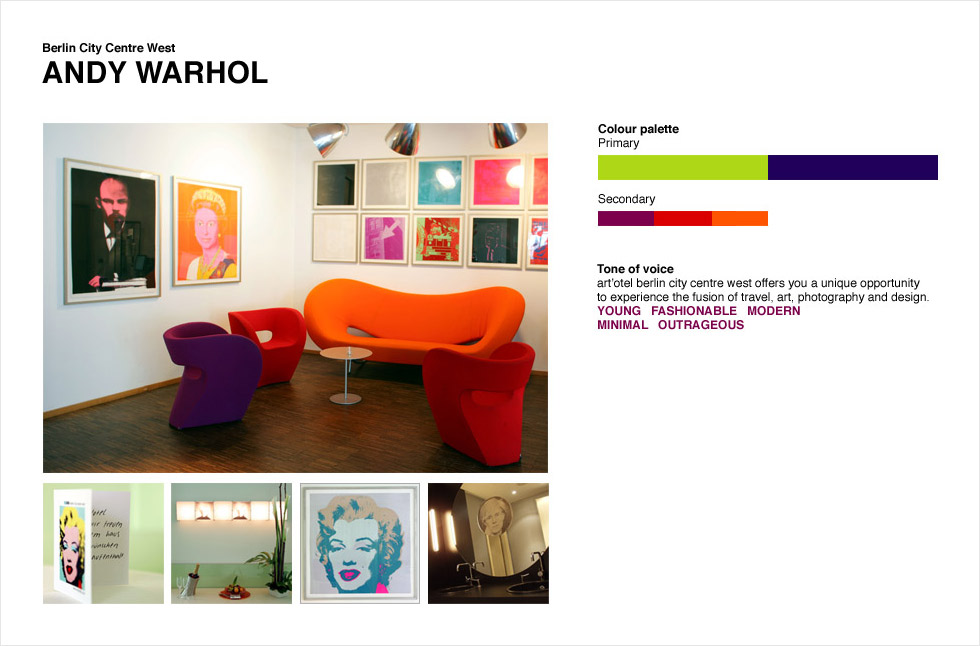 Berlin City Centre West
ANDY WARHOL
Colour palette
Primary
Secondary
Tone of voice
art'otel berlin city centre west offers you a unique opportunity
to experience the fusion of travel, art, photography and design.
YOUNG FASHIONABLE MODERN
MINIMAL OUTRAGEOUS